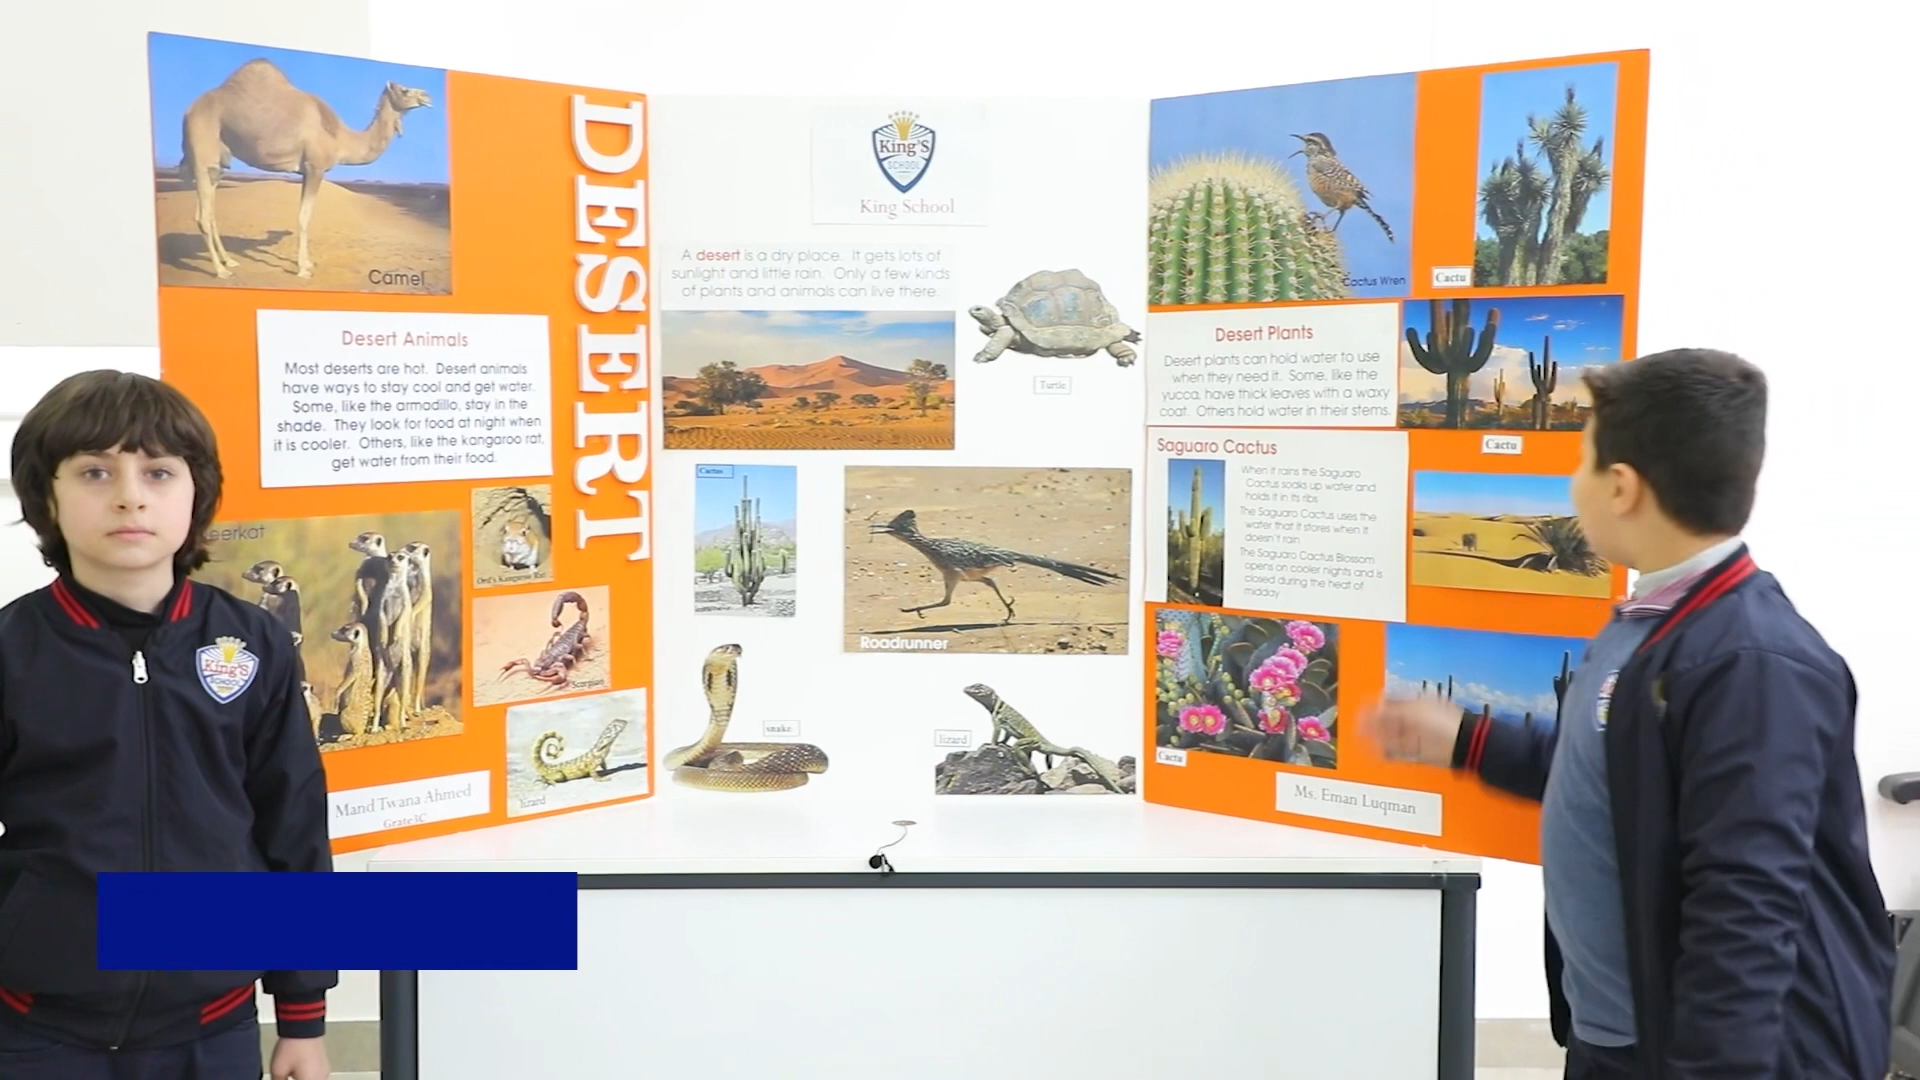 Camel
DESERT
Desert Animals
Most deserts are hot. Desert animals
have ways to stay cool and get water.
Some, like the armadillo, stay in the
shade. They look for food at night when
it is cooler. Others, like the kangaroo rat,
get water from their food.
eerkat
Ord's Kangaroo Rat
Scorpian
lizard
Mand Twana Ahmed
Grate 3C
King'S
SCHOOL
King School
A desert is a dry place. It gets lots of
sunlight and little rain. Only a few kinds
of plants and animals can live there.
Turtle
Cactus
Roadrunner
snake
lizard
Cactus Wren
Cactu
Desert Plants
Desert plants can hold water to use
when they need it. Some, like the
yucca, have thick leaves with a waxy
coat. Others hold water in their stems.
Cactu
Saguaro Cactus
When it rains the Saguaro
Cactus soaks up water and
holds it in its ribs
The Saguaro Cactus uses the
water that it stores when it
doesn't rain
The Saguaro Cactus Blossom
opens on cooler nights and is
closed during the heat of
midday
Cactu
Ms. Eman Luqman
King'S
SCHOOL